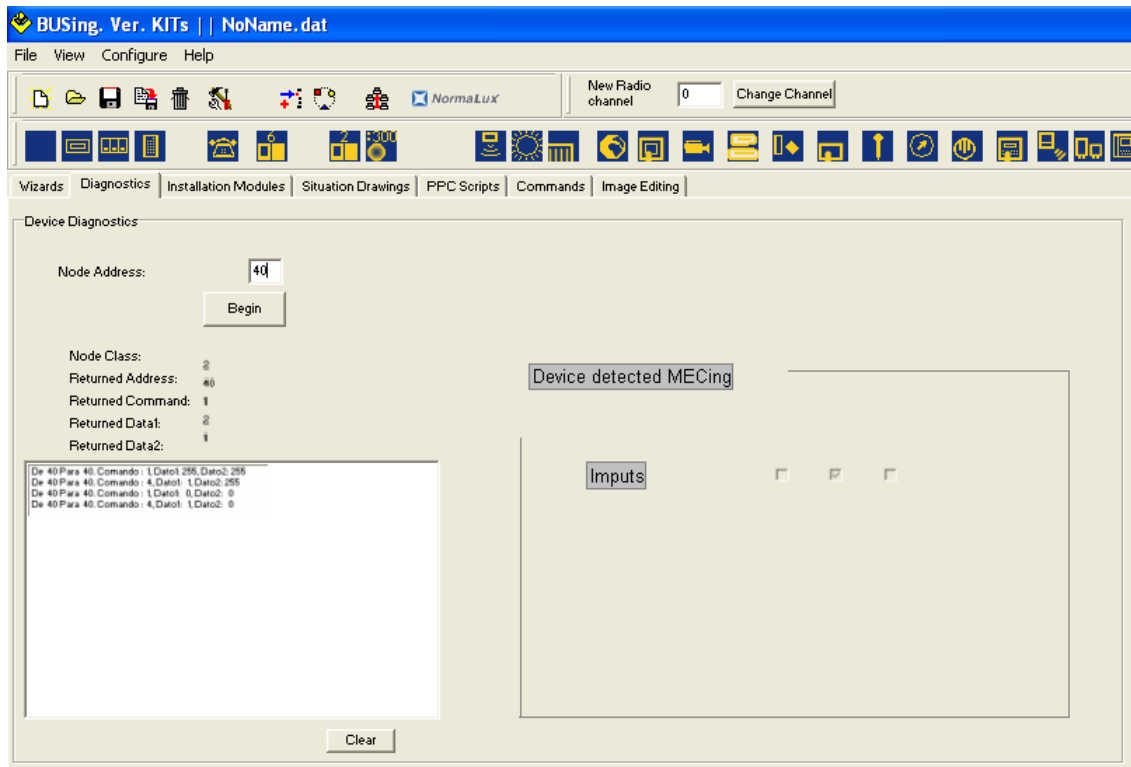 BUSing. Ver. KITs || NoName.dat
File View Configure Help
NormaLux
New Radio channel 0 Change Channel
6 2 :300
Wizards Diagnostics Installation Modules Situation Drawings PPC Scripts Commands Image Editing
Device Diagnostics
Node Address: 40
Begin
Node Class: 2
Returned Address: 40
Returned Command: 1
Returned Data1: 2
Returned Data2: 1
Device detected MECing
De 40 Para 40. Comando : 1, Dato1: 255, Dato2: 255
De 40 Para 40. Comando : 4, Dato1: 1, Dato2: 255
De 40 Para 40. Comando : 1, Dato1: 0, Dato2: 0
De 40 Para 40. Comando : 4, Dato1: 1, Dato2: 0
Imputs
Clear